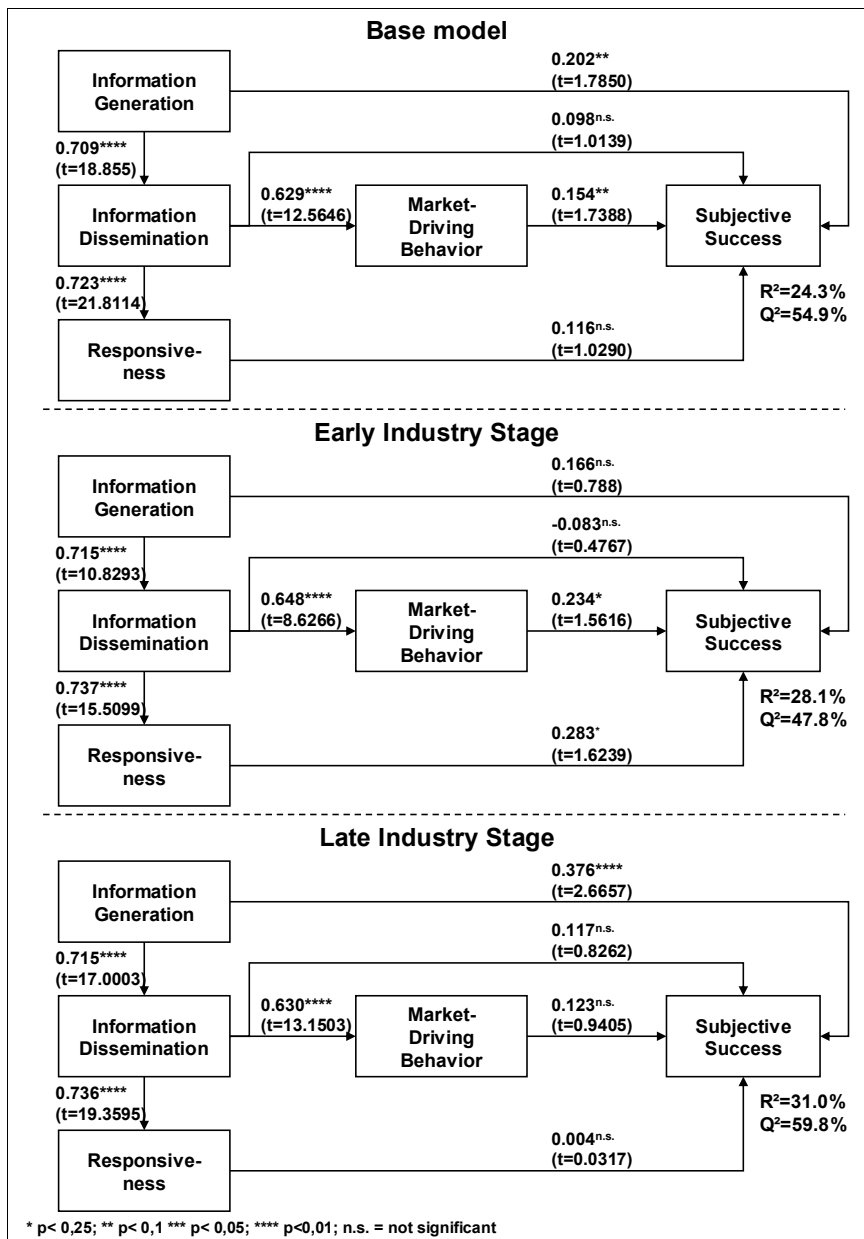 Base model
Information
Generation
0.202**
(t=1.7850)
0.098n.s.
(t=1.0139)
0.709****
(t=18.855)
Information
Dissemination
0.629****
(t=12.5646)
Market-
Driving
Behavior
0.154**
(t=1.7388)
Subjective
Success
0.723****
(t=21.8114)
R²=24.3%
Q²=54.9%
Responsive-
ness
0.116n.s.
(t=1.0290)
Early Industry Stage
Information
Generation
0.166n.s.
(t=0.788)
-0.083n.s.
(t=0.4767)
0.715****
(t=10.8293)
Information
Dissemination
0.648****
(t=8.6266)
Market-
Driving
Behavior
0.234*
(t=1.5616)
Subjective
Success
0.737****
(t=15.5099)
R²=28.1%
Q²=47.8%
Responsive-
ness
0.283*
(t=1.6239)
Late Industry Stage
Information
Generation
0.376****
(t=2.6657)
0.117n.s.
(t=0.8262)
0.715****
(t=17.0003)
Information
Dissemination
0.630****
(t=13.1503)
Market-
Driving
Behavior
0.123n.s.
(t=0.9405)
Subjective
Success
0.736****
(t=19.3595)
R²=31.0%
Q²=59.8%
Responsive-
ness
0.004n.s.
(t=0.0317)
* p< 0,25; ** p< 0,1 *** p< 0,05; **** p<0,01; n.s. = not significant